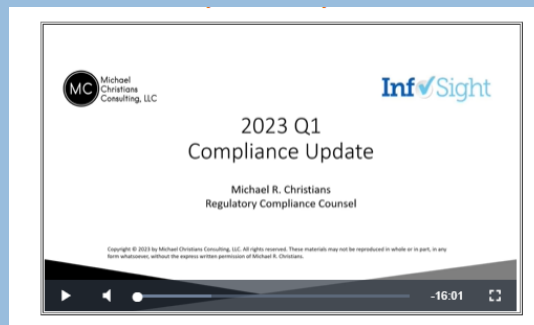 MC
Michael
Christians
Consulting, LLC
Inf Sight
2023 Q1
Compliance Update
Michael R. Christians
Regulatory Compliance Counsel
Copyright © 2023 by Michael Christians Consulting, LLC. All rights reserved. These materials may not be reproduced in whole or in part, in any
form whatsoever, without the express written permission of Michael R. Christians.
-16:01